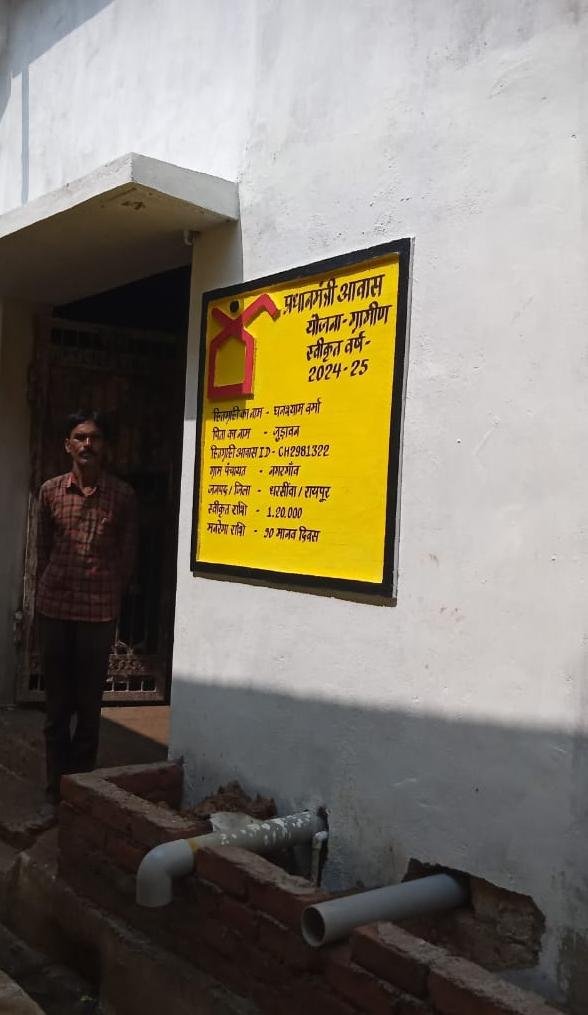 प्रधानमंत्री आवास
योजना-ग्रामीण
स्वीकृत वर्ष-
2024-25
हितग्राही का नाम - घनश्याम वर्मा
पिता का नाम - जुड़ावन
हितग्राही आवास ID - CH2981322
ग्राम पंचायत - नगरगाँव
जनपद / जिला - धरसींवा / रायपुर
स्वीकृत राशि - 1.20.000
मनरेगा राशि - 90 मानव दिवस